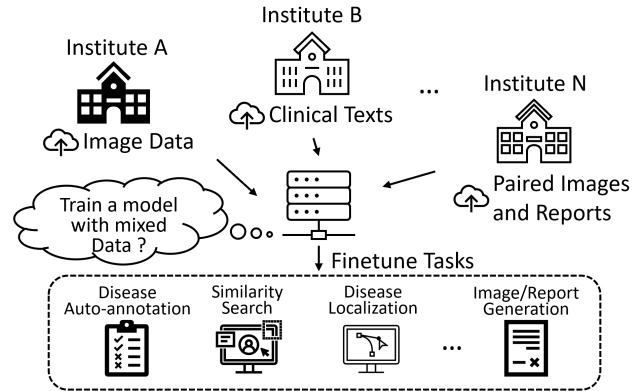 Institute B
Institute A
...
Institute N
Clinical Texts
Image Data
Paired Images
and Reports
Train a model
with mixed
Data ?
Finetune Tasks
Disease
Auto-annotation
Similarity
Search
Disease
Localization
...
Image/Report
Generation